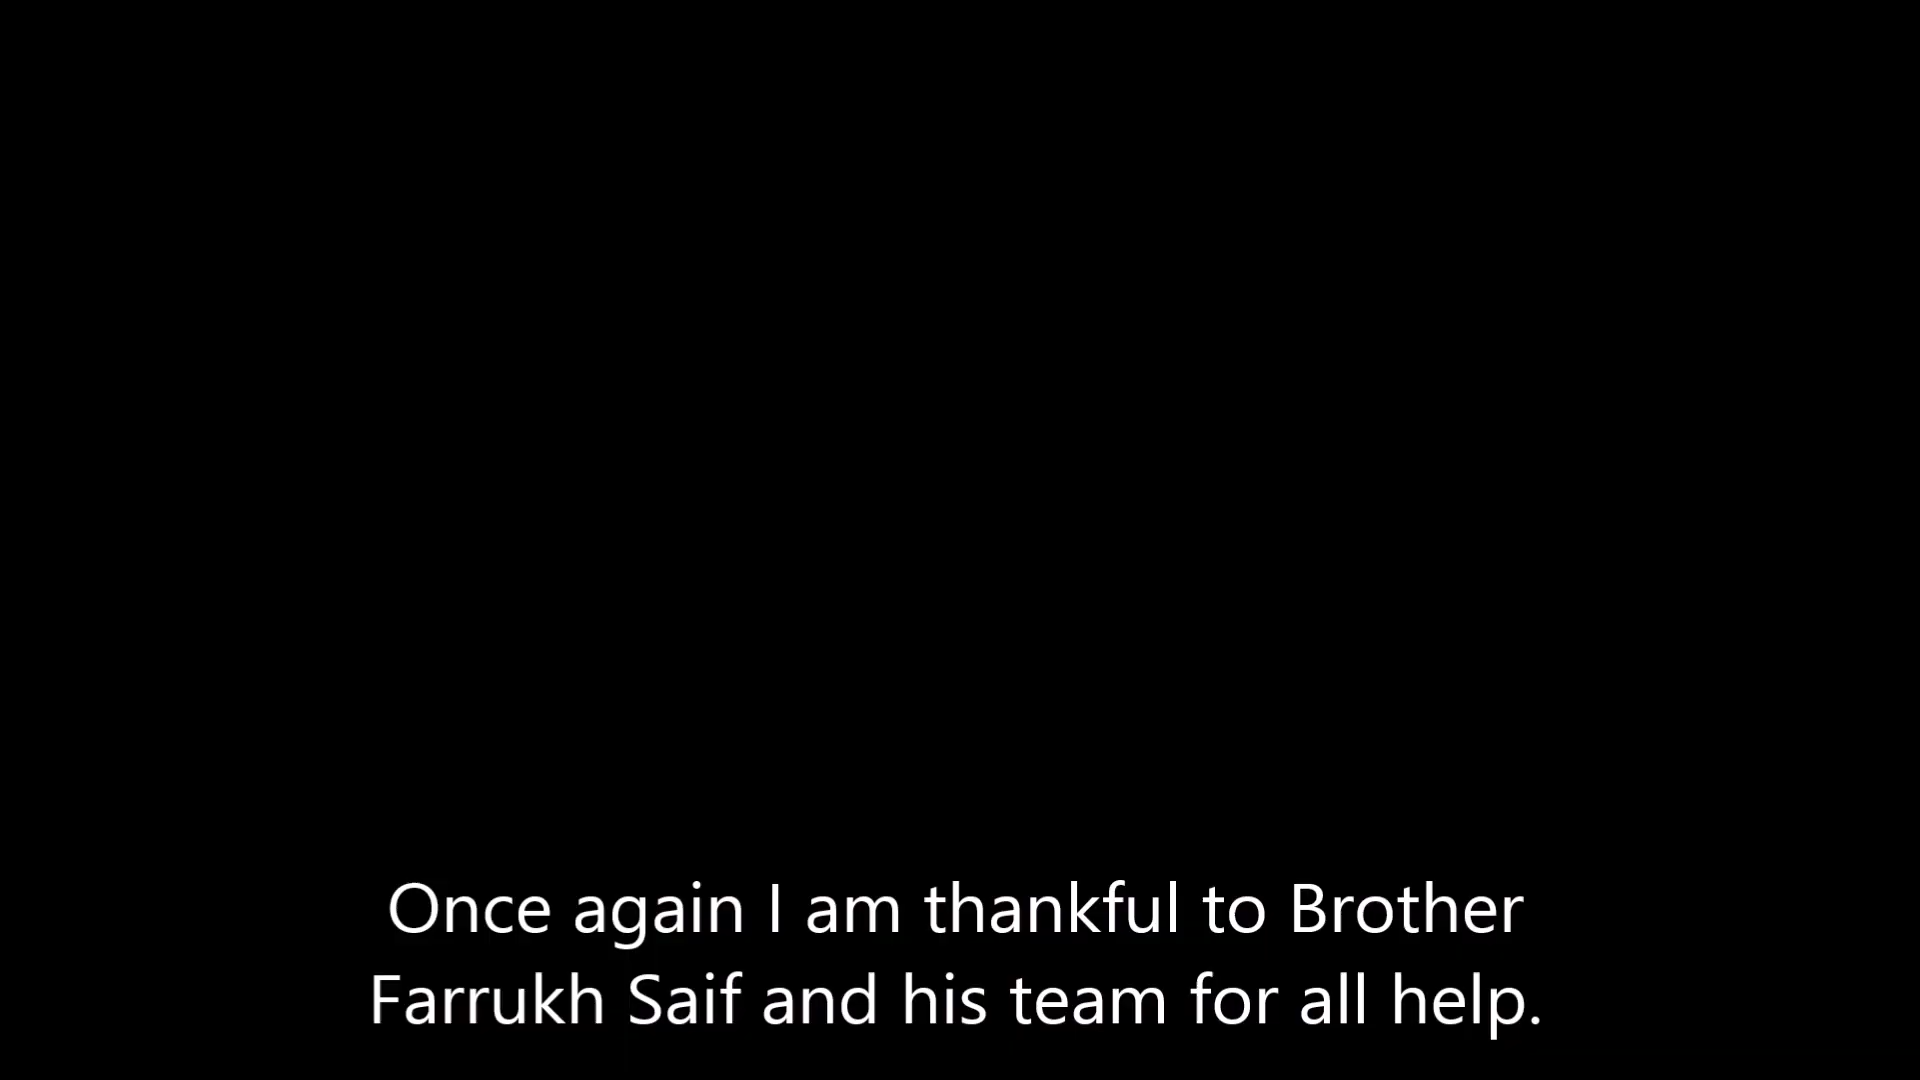 Once again I am thankful to Brother
Farrukh Saif and his team for all help.